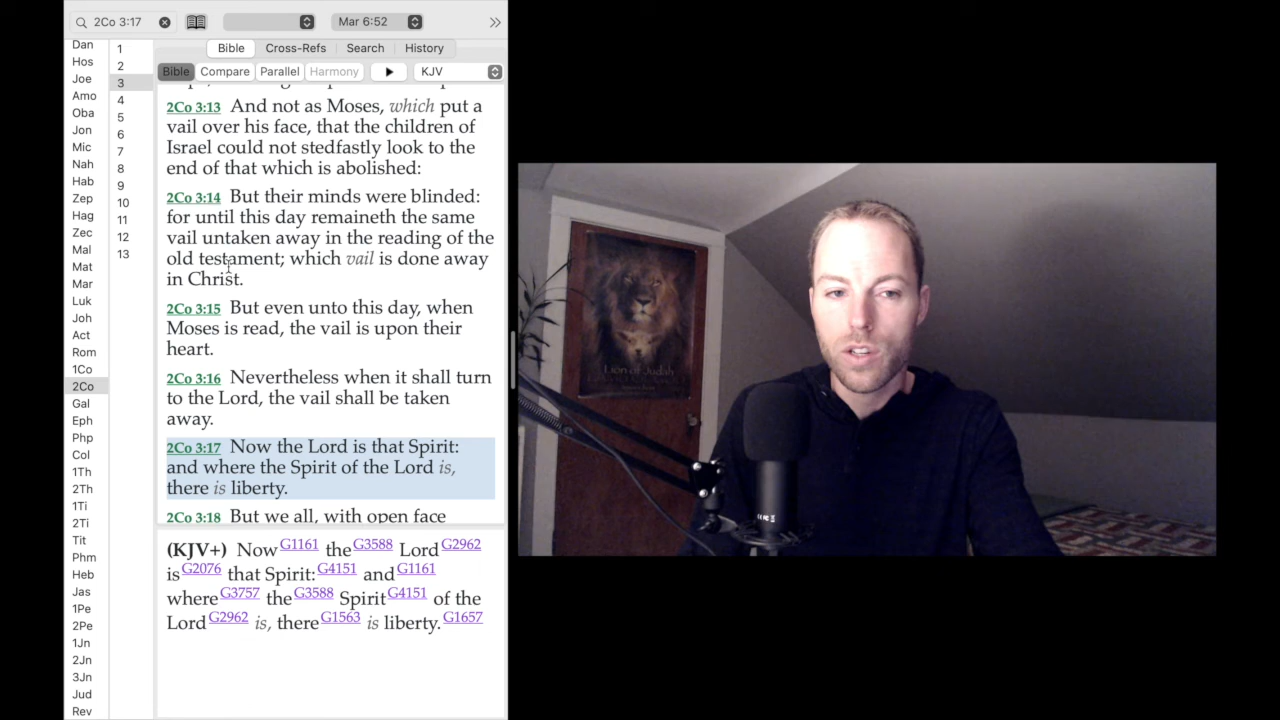 2Co 3:17
Mar 6:52
Bible Cross-Refs Search History
Bible Compare Parallel Harmony KJV
Dan
Hos
Joe
Amo
Oba
Jon
Mic
Nah
Hab
Zep
Hag
Zec
Mal
Mat
Mar
Luk
Joh
Act
Rom
1Co
2Co
Gal
Eph
Php
Col
1Th
2Th
1Ti
2Ti
Tit
Phm
Heb
Jas
1Pe
2Pe
1Jn
2Jn
3Jn
Jud
Rev
1
2
3
4
5
6
7
8
9
10
11
12
13
2Co 3:13 And not as Moses, which put a
vail over his face, that the children of
Israel could not stedfastly look to the
end of that which is abolished:
2Co 3:14 But their minds were blinded:
for until this day remaineth the same
vail untaken away in the reading of the
old testament; which vail is done away
in Christ.
2Co 3:15 But even unto this day, when
Moses is read, the vail is upon their
heart.
2Co 3:16 Nevertheless when it shall turn
to the Lord, the vail shall be taken
away.
2Co 3:17 Now the Lord is that Spirit:
and where the Spirit of the Lord is,
there is liberty.
2Co 3:18 But we all, with open face
(KJV+) Now G1161 the G3588 Lord G2962
is G2076 that Spirit: G4151 and G1161
where G3757 the G3588 Spirit G4151 of the
Lord G2962 is, there G1563 is liberty. G1657
Lion of Judah